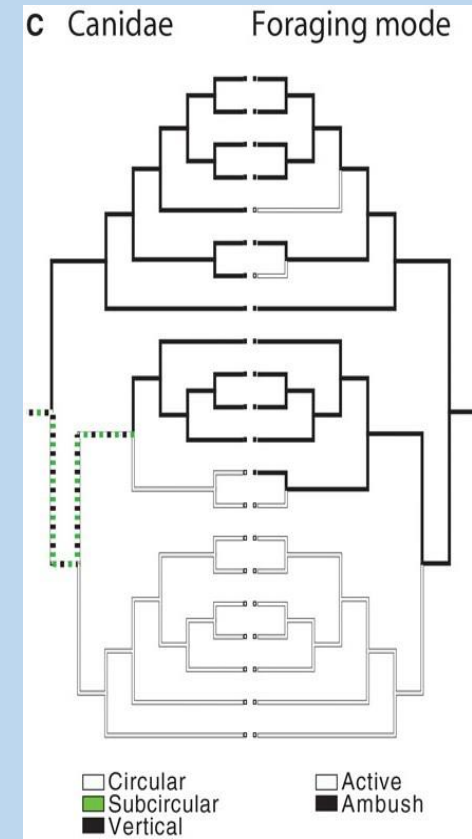 C Canidae Foraging mode
Circular Active
Subcircular Ambush
Vertical